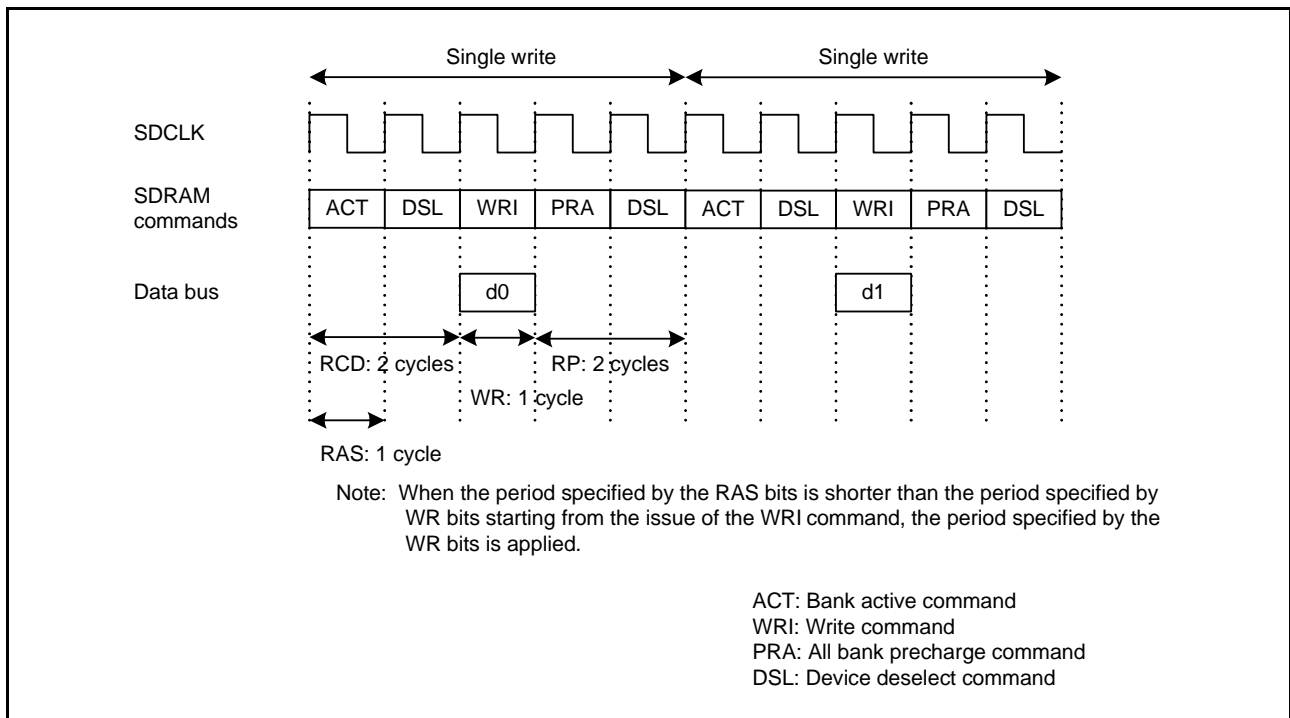 Single write Single write
SDCLK
SDRAM
commands
ACT DSL WRI PRA DSL ACT DSL WRI PRA DSL
Data bus
d0 d1
RCD: 2 cycles RP: 2 cycles
WR: 1 cycle
RAS: 1 cycle
Note: When the period specified by the RAS bits is shorter than the period specified by
WR bits starting from the issue of the WRI command, the period specified by the
WR bits is applied.
ACT: Bank active command
WRI: Write command
PRA: All bank precharge command
DSL: Device deselect command